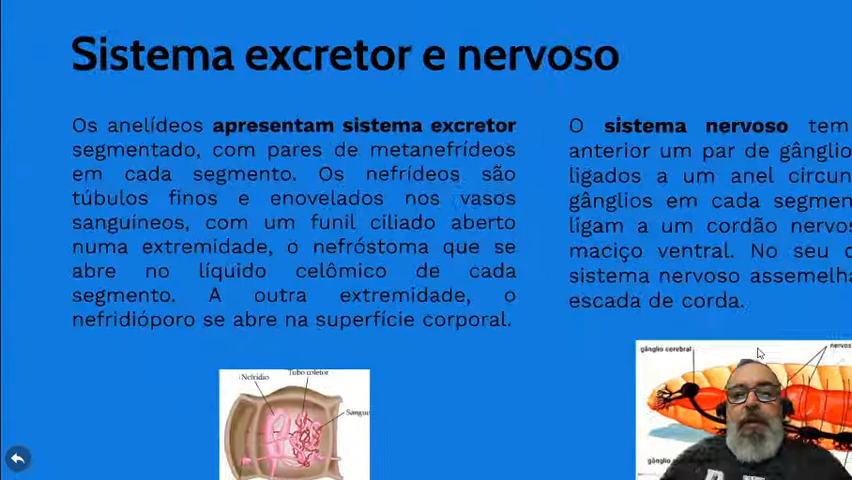 Sistema excretor e nervoso
Os anelídeos apresentam sistema excretor
segmentado, com pares de metanefrídeos
em cada segmento. Os nefrídeos são
túbulos finos e enovelados nos vasos
sanguíneos, com um funil ciliado aberto
numa extremidade, o nefróstoma que se
abre no líquido celômico de cada
segmento. A outra extremidade, o
nefridióporo se abre na superfície corporal.
O sistema nervoso tem
anterior um par de gânglio
ligados a um anel circun
gânglios em cada segmen
ligam a um cordão nervos
maciço ventral. No seu
sistema nervoso assemelha
escada de corda.
Nefrídio
Tubo coletor
Sangu
gânglio cerebral
nervos
gânglio